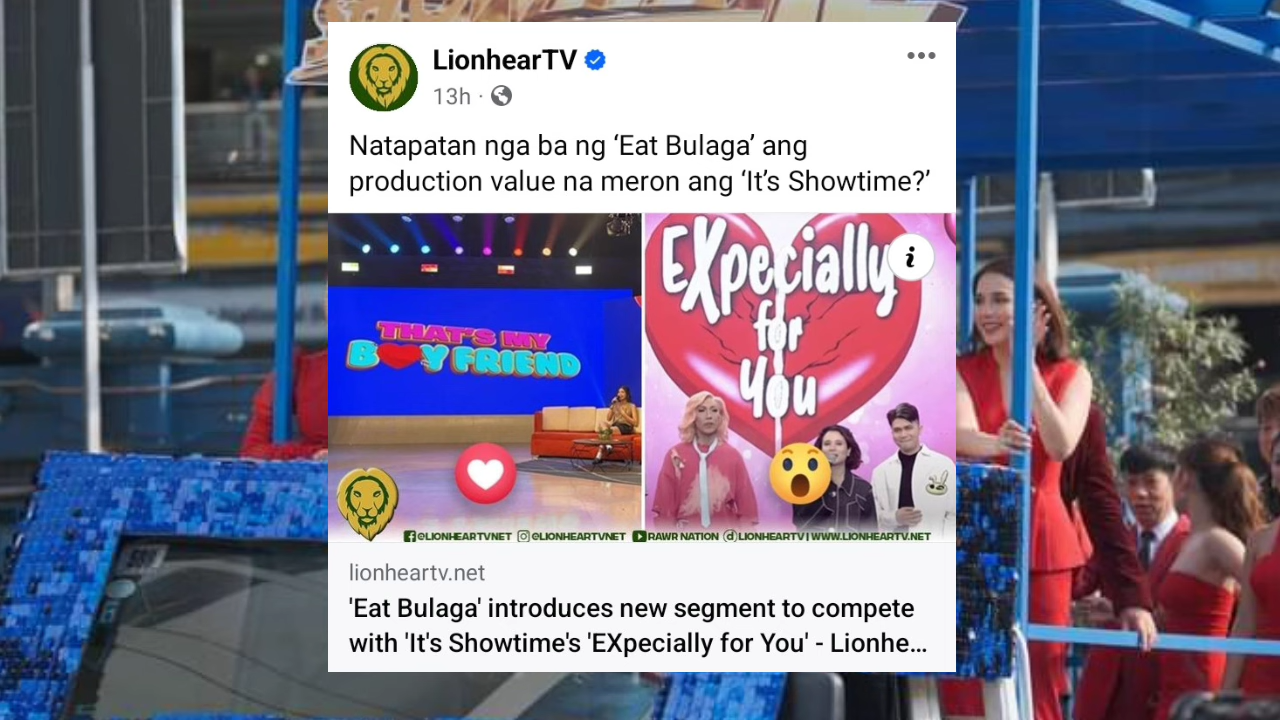 LionhearTV
13h ·
Natapatan nga ba ng ‘Eat Bulaga’ ang
production value na meron ang ‘It’s Showtime?’
THAT'S MY
BOY FRIEND
EXpecially
for
You
i
@LIONHEARTVNET @LIONHEARTVNET RAWR NATION @LIONHEARTV | WWW.LIONHEARTV.NET
lionheartv.net
'Eat Bulaga' introduces new segment to compete
with 'It's Showtime's 'EXpecially for You' - Lionhe...